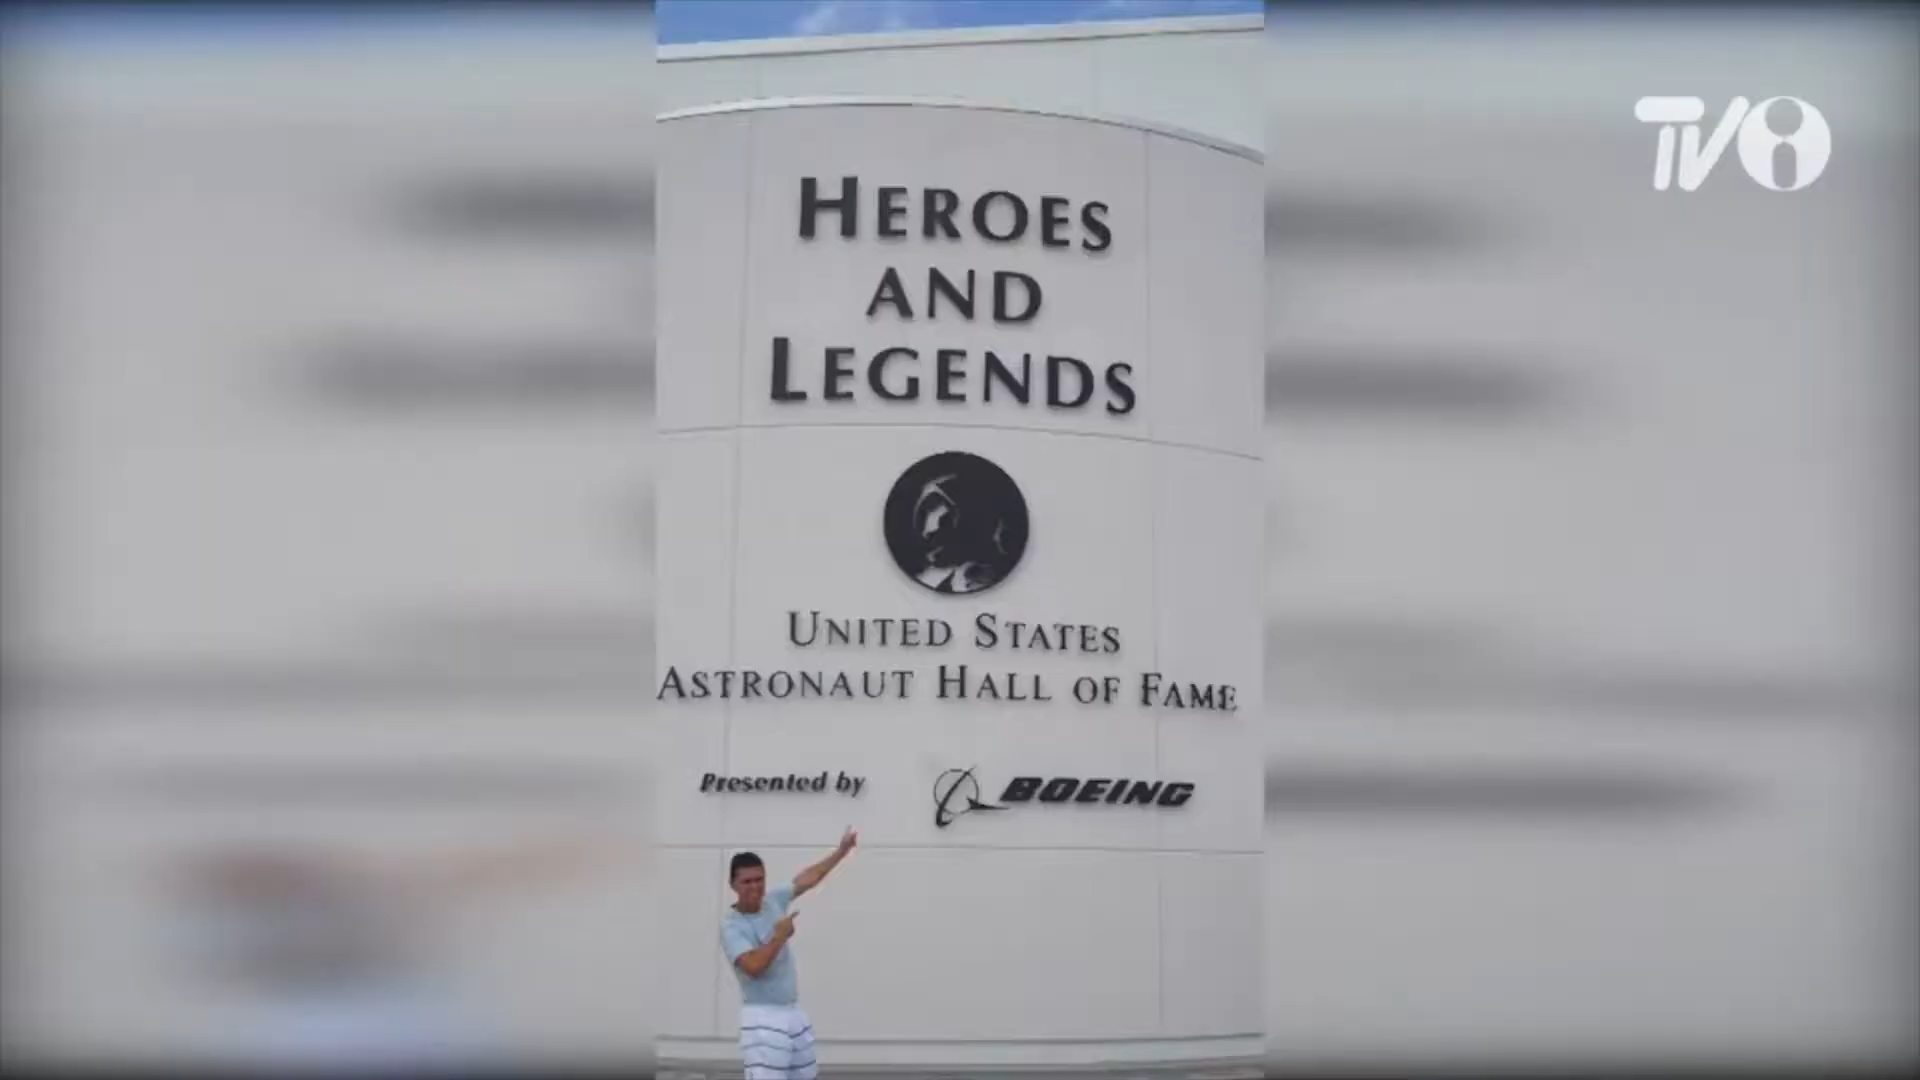 TV8
HEROES
AND
LEGENDS
UNITED STATES
ASTRONAUT HALL OF FAME
Presented by BOEING